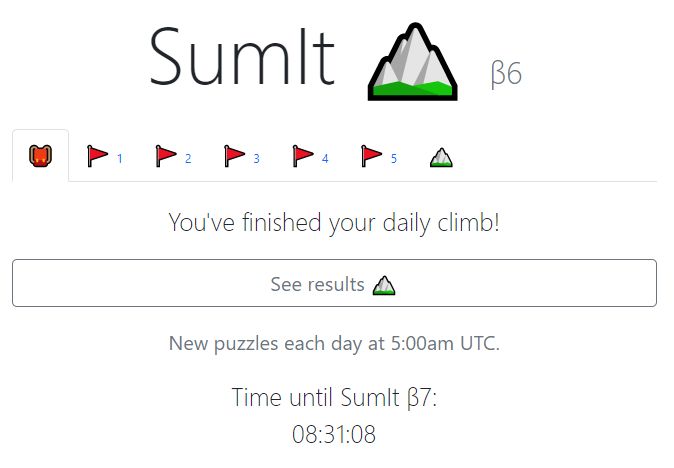 SumIt β6
1 2 3 4 5
You've finished your daily climb!
See results
New puzzles each day at 5:00am UTC.
Time until SumIt β7:
08:31:08